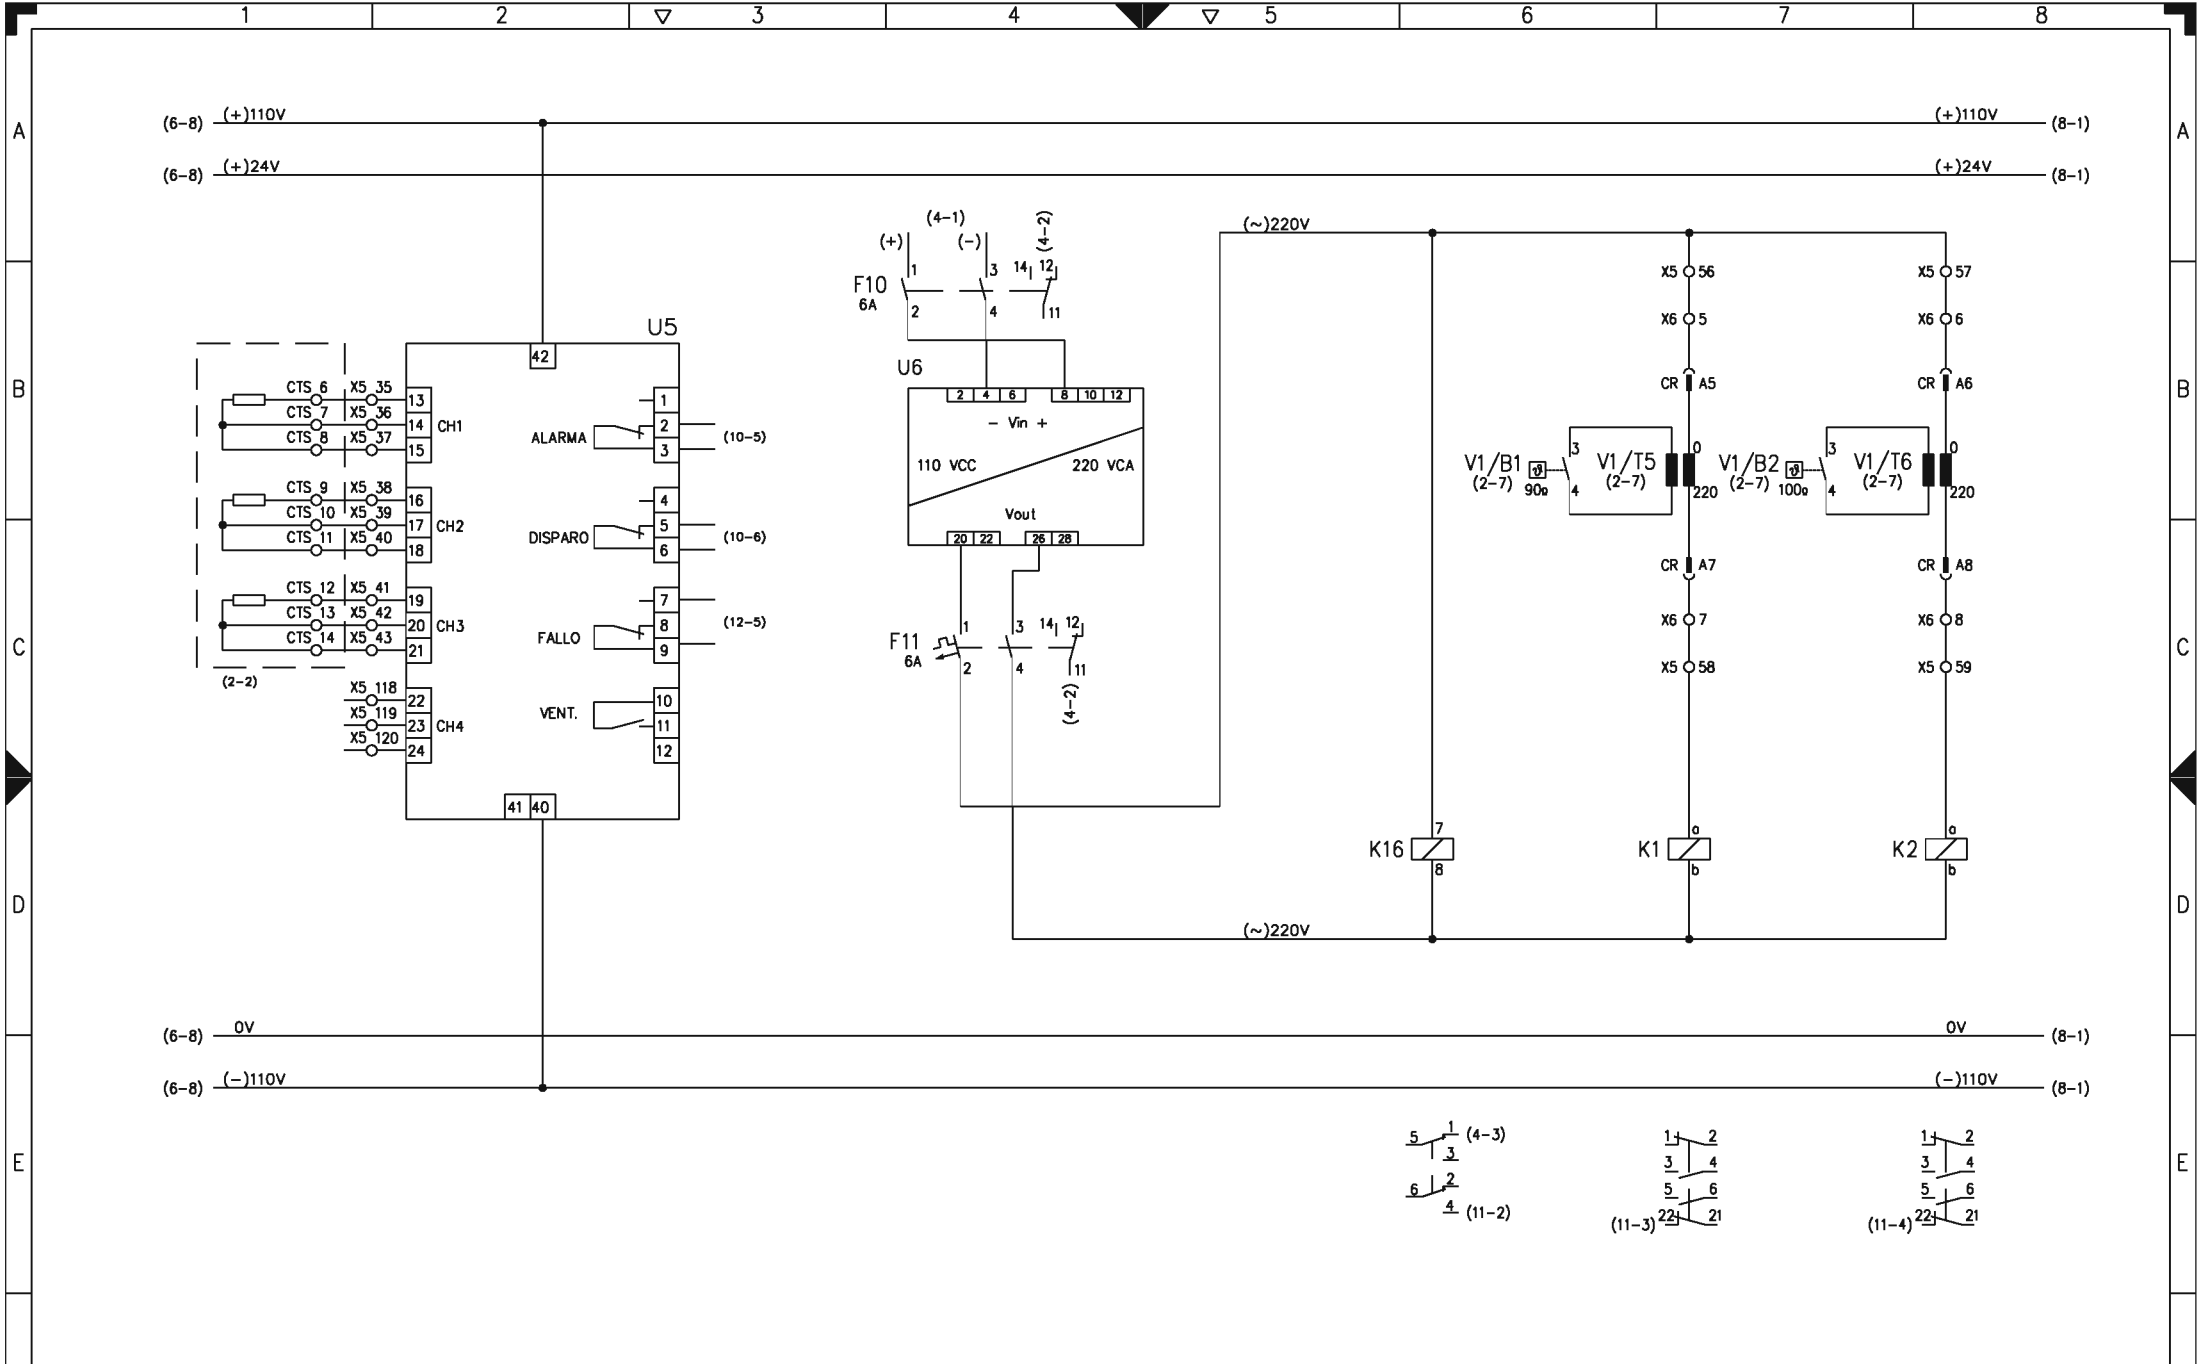 1 2 3 4 5 6 7 8
A A
(6-8) (+)110V (+)110V (8-1)
(6-8) (+)24V (+)24V (8-1)
(4-1) (4-2)
(+) (-)
(~)220V
1 3 14 12
F10
6A
2 4 11
X5 56 X5 57
X6 5 X6 6
CR A5 CR A6
B B
U5
42
CTS 6 X5 35 13
CTS 7 X5 36 14 CH1
CTS 8 X5 37 15
1
ALARMA 2
3
(10-5)
CTS 9 X5 38 16
CTS 10 X5 39 17 CH2
CTS 11 X5 40 18
4
DISPARO 5
6
(10-6)
CTS 12 X5 41 19
CTS 13 X5 42 20 CH3
CTS 14 X5 43 21
(2-2)
7
FALLO 8
9
(12-5)
X5 118 22
X5 119 23 CH4
X5 120 24
VENT. 10
11
12
41 40
U6
2 4 6 8 10 12
- Vin +
110 VCC 220 VCA
Vout
20 22 26 28
V1/B1 ϑ 3 V1/T5 0
(2-7) 90º 4 (2-7) 220
V1/B2 ϑ 3 V1/T6 0
(2-7) 100º 4 (2-7) 220
C C
F11
6A
1 3 14 12
2 4 11
(4-2)
CR A7 CR A8
X6 7 X6 8
X5 58 X5 59
K16 7
8
K1 a
b
K2 a
b
D D
(~)220V
(6-8) 0V 0V (8-1)
(6-8) (-)110V (-)110V (8-1)
E E
5 1 (4-3)
3
6 2
4 (11-2)
1 2
3 4
5 6
(11-3) 22 21
1 2
3 4
5 6
(11-4) 22 21